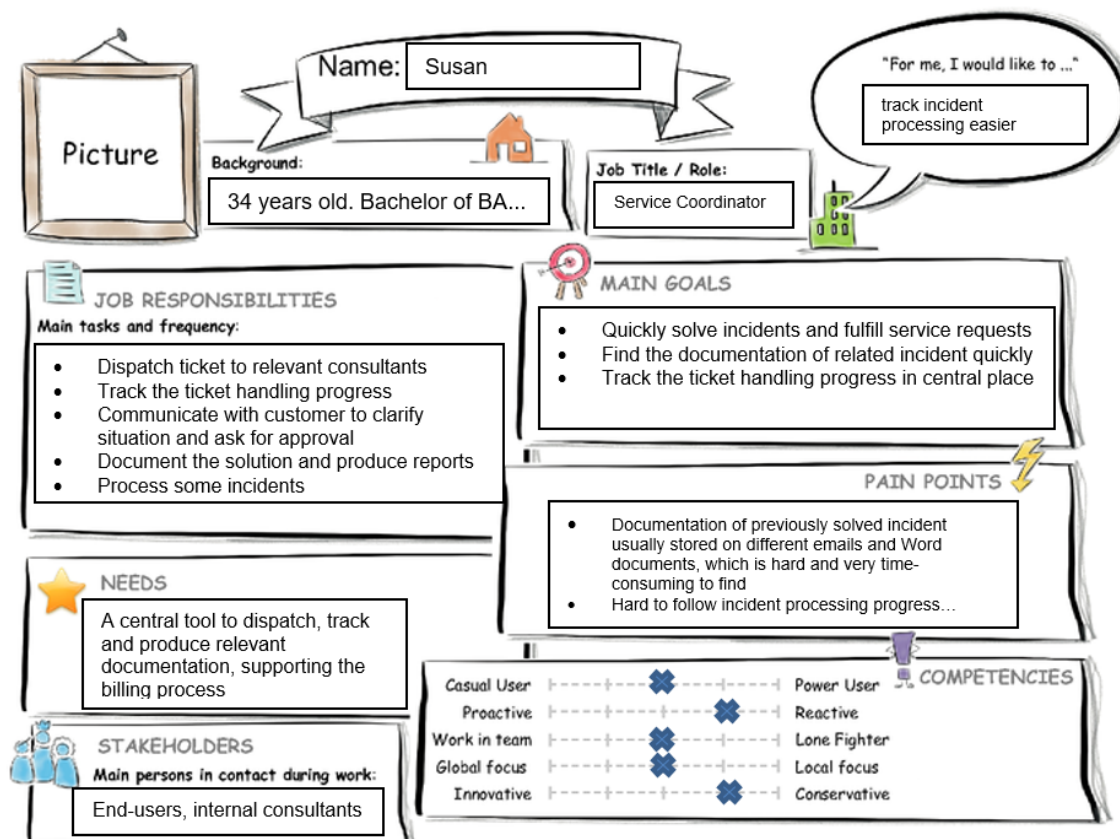 Name: Susan
"For me, I would like to ..."
track incident
processing easier
Picture
Background:
34 years old. Bachelor of BA...
Job Title / Role:
Service Coordinator
JOB RESPONSIBILITIES
Main tasks and frequency:
• Dispatch ticket to relevant consultants
• Track the ticket handling progress
• Communicate with customer to clarify
situation and ask for approval
• Document the solution and produce reports
• Process some incidents
MAIN GOALS
• Quickly solve incidents and fulfill service requests
• Find the documentation of related incident quickly
• Track the ticket handling progress in central place
PAIN POINTS
• Documentation of previously solved incident
usually stored on different emails and Word
documents, which is hard and very time-
consuming to find
• Hard to follow incident processing progress...
NEEDS
A central tool to dispatch, track
and produce relevant
documentation, supporting the
billing process
COMPETENCIES
Casual User Power User
Proactive Reactive
Work in team Lone Fighter
Global focus Local focus
Innovative Conservative
STAKEHOLDERS
Main persons in contact during work:
End-users, internal consultants